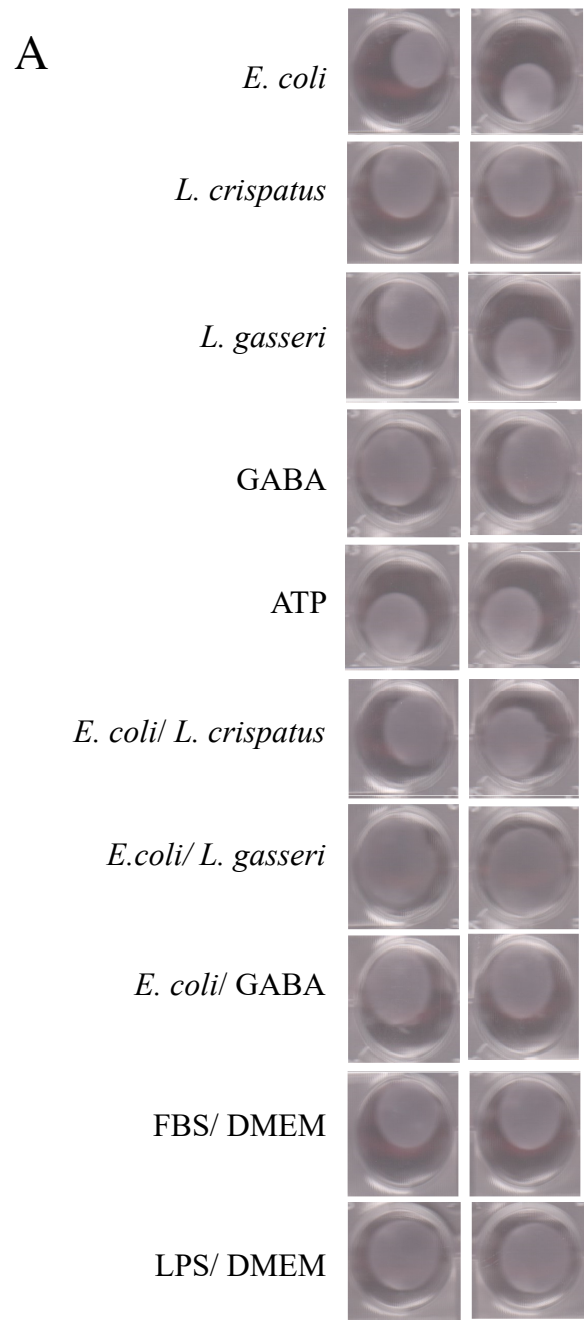 A
E. coli
L. crispatus
L. gasseri
GABA
ATP
E. coli/ L. crispatus
E.coli/ L. gasseri
E. coli/ GABA
FBS/ DMEM
LPS/ DMEM